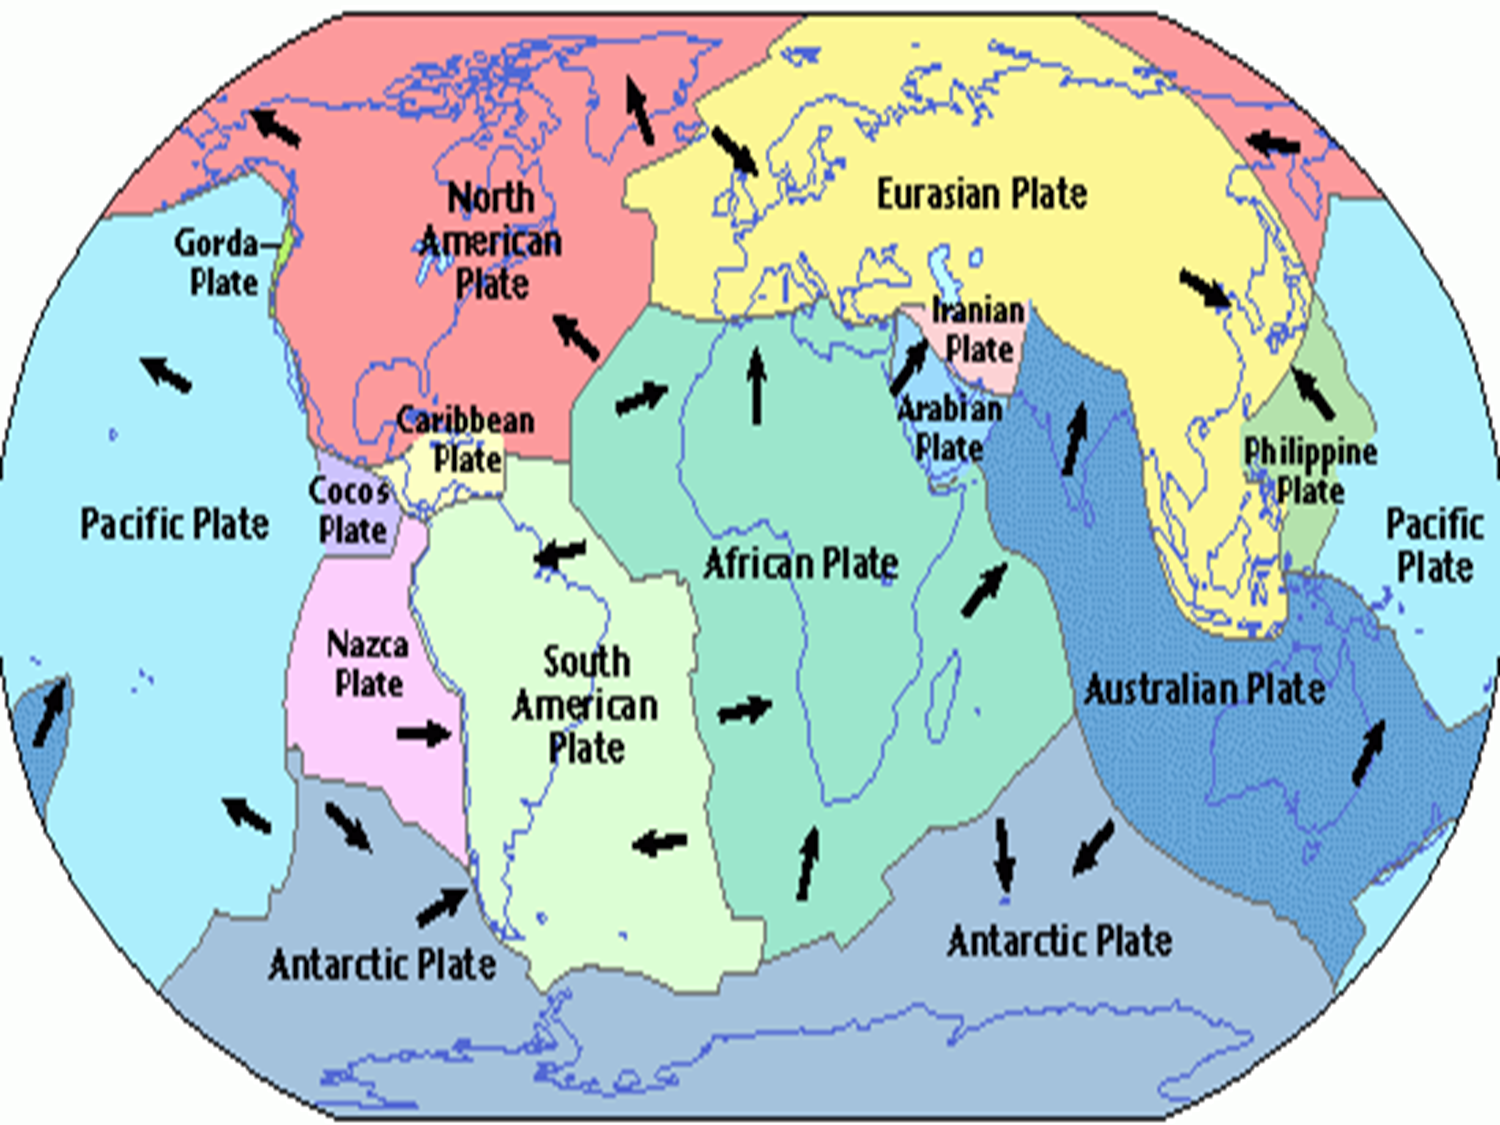 North
American
Plate
Eurasian Plate
Gorda
Plate
Iranian
Plate
Caribbean
Plate
Arabian
Plate
Philippine
Plate
Cocos
Plate
Pacific Plate
African Plate
Pacific
Plate
Nazca
Plate
South
American
Plate
Australian Plate
Antarctic Plate
Antarctic Plate